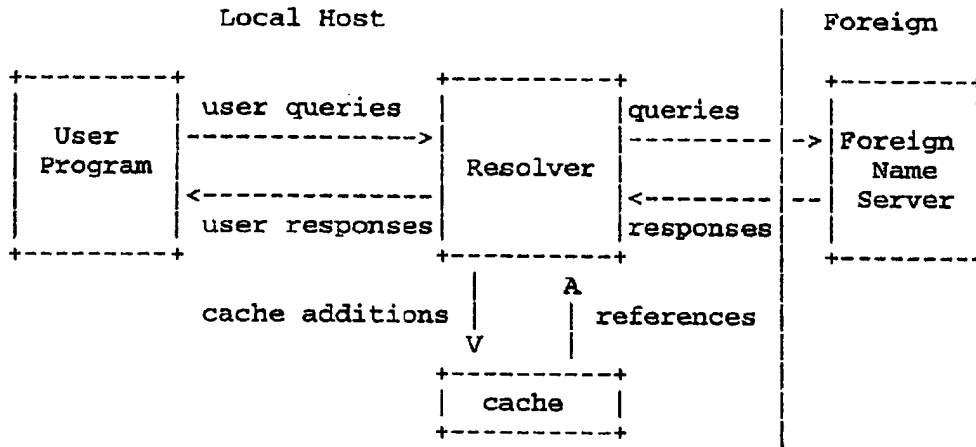 Local Host | Foreign
+---------+ +----------+ +--------+
user queries queries
User --------------> ---------|-> Foreign
Program Resolver Name
<-------------- <--------|-- Server
user responses responses
+---------+ +----------+ +--------+
A
cache additions references
V
+----------+
cache
+----------+